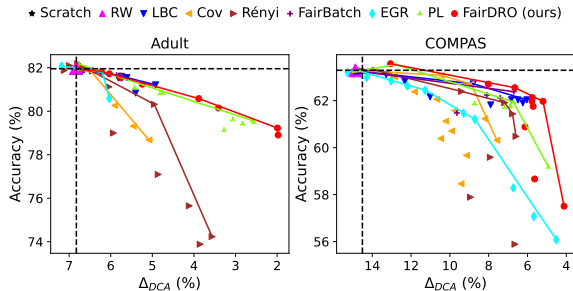 Scratch RW LBC Cov Rényi FairBatch EGR PL FairDRO (ours)
Adult COMPAS
Accuracy (%)
82
80
78
76
74
7 6 5 4 3 2
Δ_DCA (%)
Accuracy (%)
62
60
58
56
14 12 10 8 6 4
Δ_DCA (%)